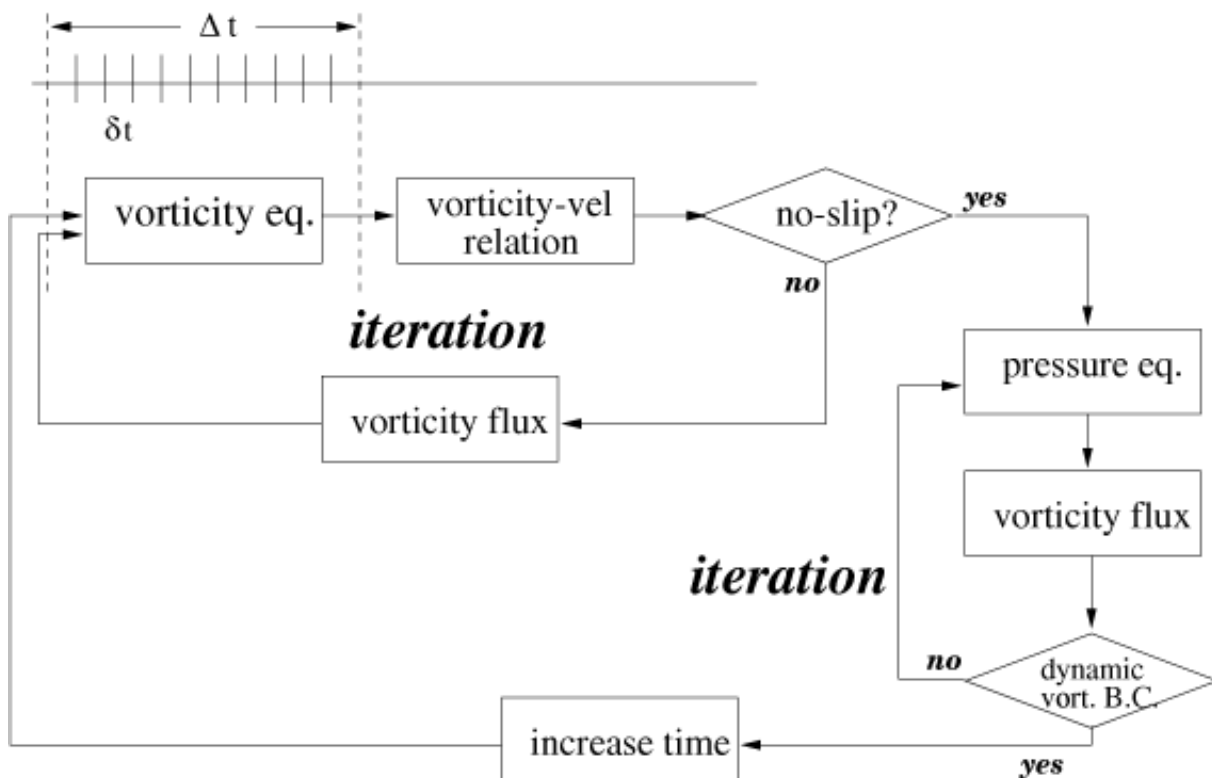 Δ t
δt
vorticity eq.
vorticity-vel
relation
no-slip?
yes
no
iteration
vorticity flux
pressure eq.
vorticity flux
iteration
no
dynamic
vort. B.C.
yes
increase time